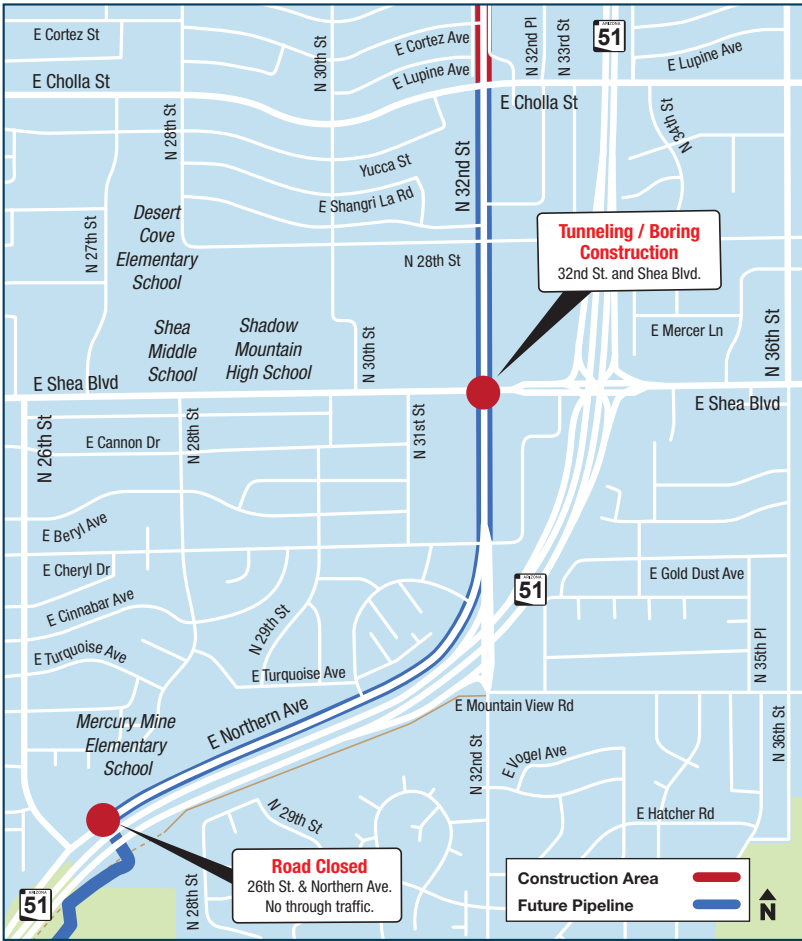 E Cortez St
N 30th St
E Cortez Ave
N 32nd Pl
N 33rd St
ARIZONA
51
E Lupine Ave
E Lupine Ave
E Cholla St
E Cholla St
N 28th St
N 34th St
Yucca St
N 32nd St
E Shangri La Rd
Desert
Cove
Elementary
School
N 27th St
Tunneling / Boring
Construction
32nd St. and Shea Blvd.
N 28th St
Shea
Middle
School
Shadow
Mountain
High School
N 30th St
E Mercer Ln
N 36th St
E Shea Blvd
E Shea Blvd
N 26th St
N 28th St
N 31st St
E Cannon Dr
E Beryl Ave
E Cheryl Dr
E Gold Dust Ave
ARIZONA
51
E Cinnabar Ave
N 29th St
E Turquoise Ave
E Turquoise Ave
N 35th Pl
E Mountain View Rd
Mercury Mine
Elementary
School
E Northern Ave
N 32nd St
E Vogel Ave
N 36th St
N 29th St
E Hatcher Rd
Road Closed
26th St. & Northern Ave.
No through traffic.
N 28th St
ARIZONA
51
Construction Area
Future Pipeline
N